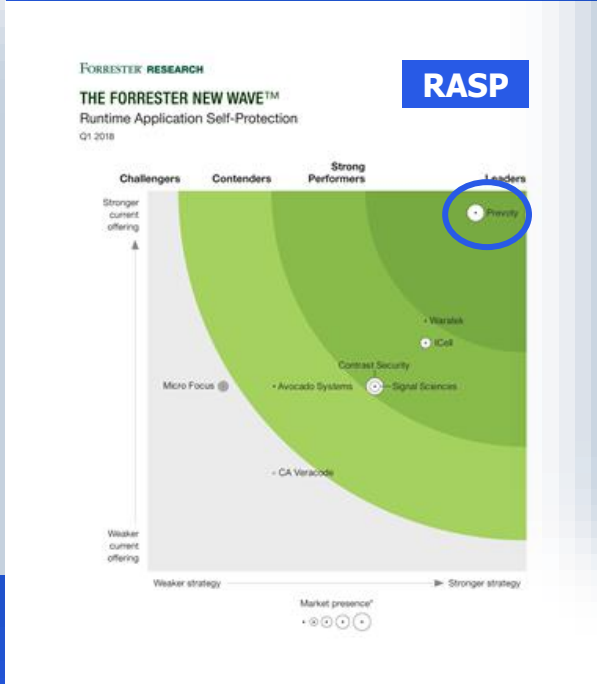 FORRESTER RESEARCH
RASP
THE FORRESTER NEW WAVE™
Runtime Application Self-Protection
Q1 2018
Challengers
Contenders
Strong
Performers
Leaders
Stronger
current
offering
Prevoty
Waratek
ICell
Contrast Security
Micro Focus
Avocado Systems
Signal Sciences
CA Veracode
Weaker
current
offering
Weaker strategy
Stronger strategy
Market presence*